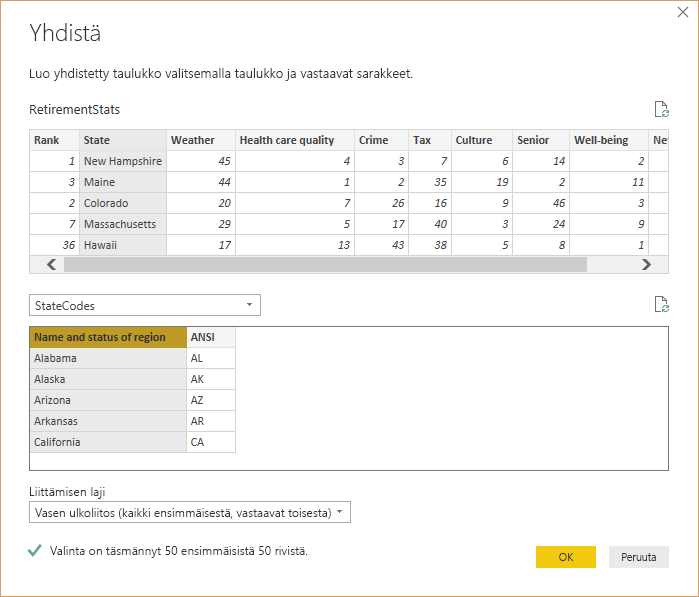 Yhdistä
Luo yhdistetty taulukko valitsemalla taulukko ja vastaavat sarakkeet.
RetirementStats
Rank State Weather Health care quality Crime Tax Culture Senior Well-being Ne
1 New Hampshire 45 4 3 7 6 14 2
3 Maine 44 1 2 35 19 2 11
2 Colorado 20 7 26 16 9 46 3
7 Massachusetts 29 5 17 40 3 24 9
36 Hawaii 17 13 43 38 5 8 1
StateCodes
Name and status of region ANSI
Alabama AL
Alaska AK
Arizona AZ
Arkansas AR
California CA
Liittämisen laji
Vasen ulkoliitos (kaikki ensimmäisestä, vastaavat toisesta)
Valinta on täsmännyt 50 ensimmäisistä 50 rivistä.
OK Peruuta